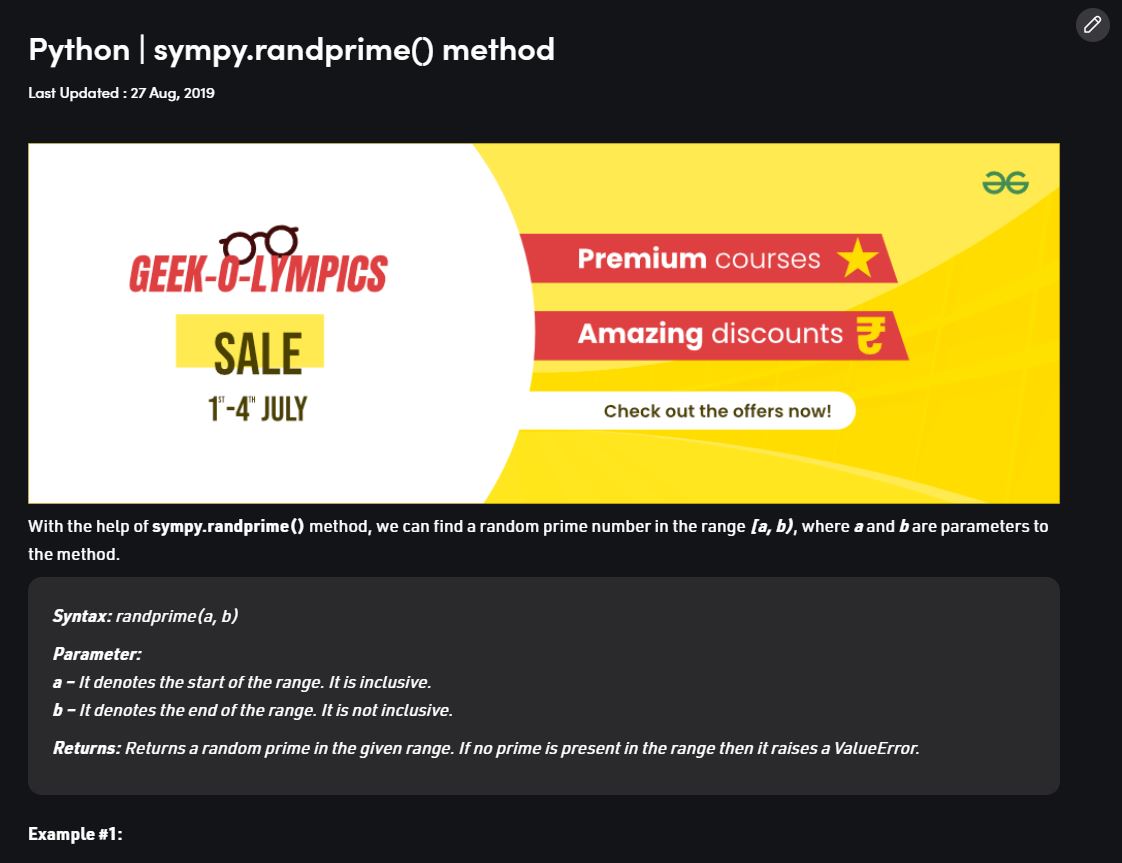 Python | sympy.randprime() method
Last Updated : 27 Aug, 2019
GEEK-O-LYMPICS
SALE
1ST-4TH JULY
Premium courses
Amazing discounts
Check out the offers now!
With the help of sympy.randprime() method, we can find a random prime number in the range [a, b), where a and b are parameters to
the method.
Syntax: randprime(a, b)
Parameter:
a – It denotes the start of the range. It is inclusive.
b – It denotes the end of the range. It is not inclusive.
Returns: Returns a random prime in the given range. If no prime is present in the range then it raises a ValueError.
Example #1: